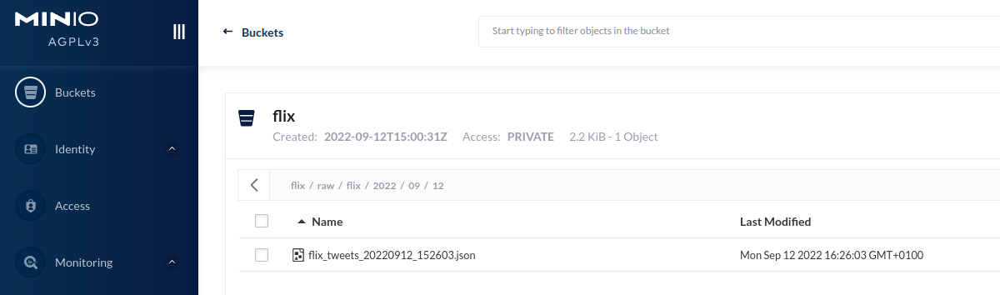 MINIO
AGPLv3
Buckets
Identity
Access
Monitoring
← Buckets
Start typing to filter objects in the bucket
flix
Created: 2022-09-12T15:00:31Z Access: PRIVATE 2.2 KiB - 1 Object
flix / raw / flix / 2022 / 09 / 12
Name Last Modified
flix_tweets_20220912_152603.json Mon Sep 12 2022 16:26:03 GMT+0100